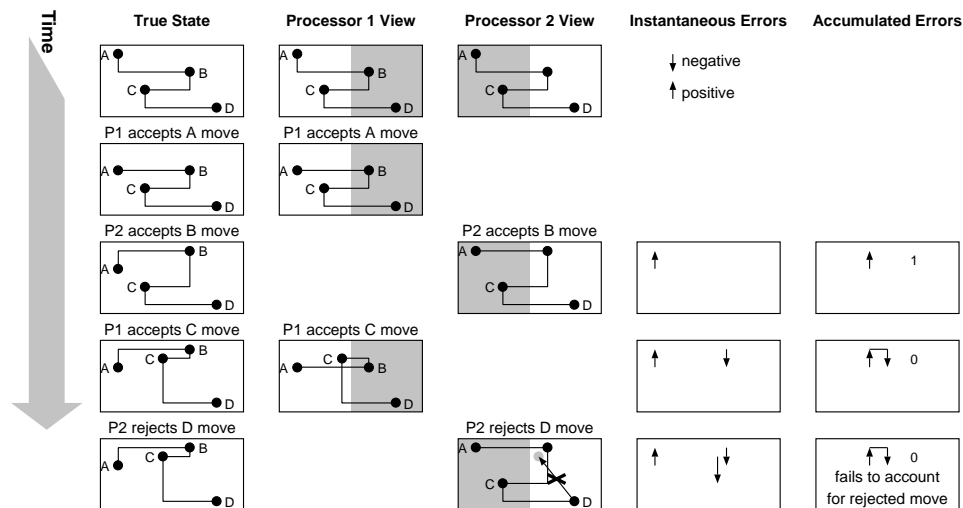 Time
True State
Processor 1 View
Processor 2 View
Instantaneous Errors
Accumulated Errors
A
B
C
D
A
B
C
D
A
C
D
negative
positive
P1 accepts A move
P1 accepts A move
A
B
C
D
A
B
C
D
P2 accepts B move
P2 accepts B move
A
B
C
D
A
C
D
1
P1 accepts C move
P1 accepts C move
A
B
C
D
A
B
C
D
0
P2 rejects D move
P2 rejects D move
A
B
C
D
A
C
D
0
fails to account
for rejected move